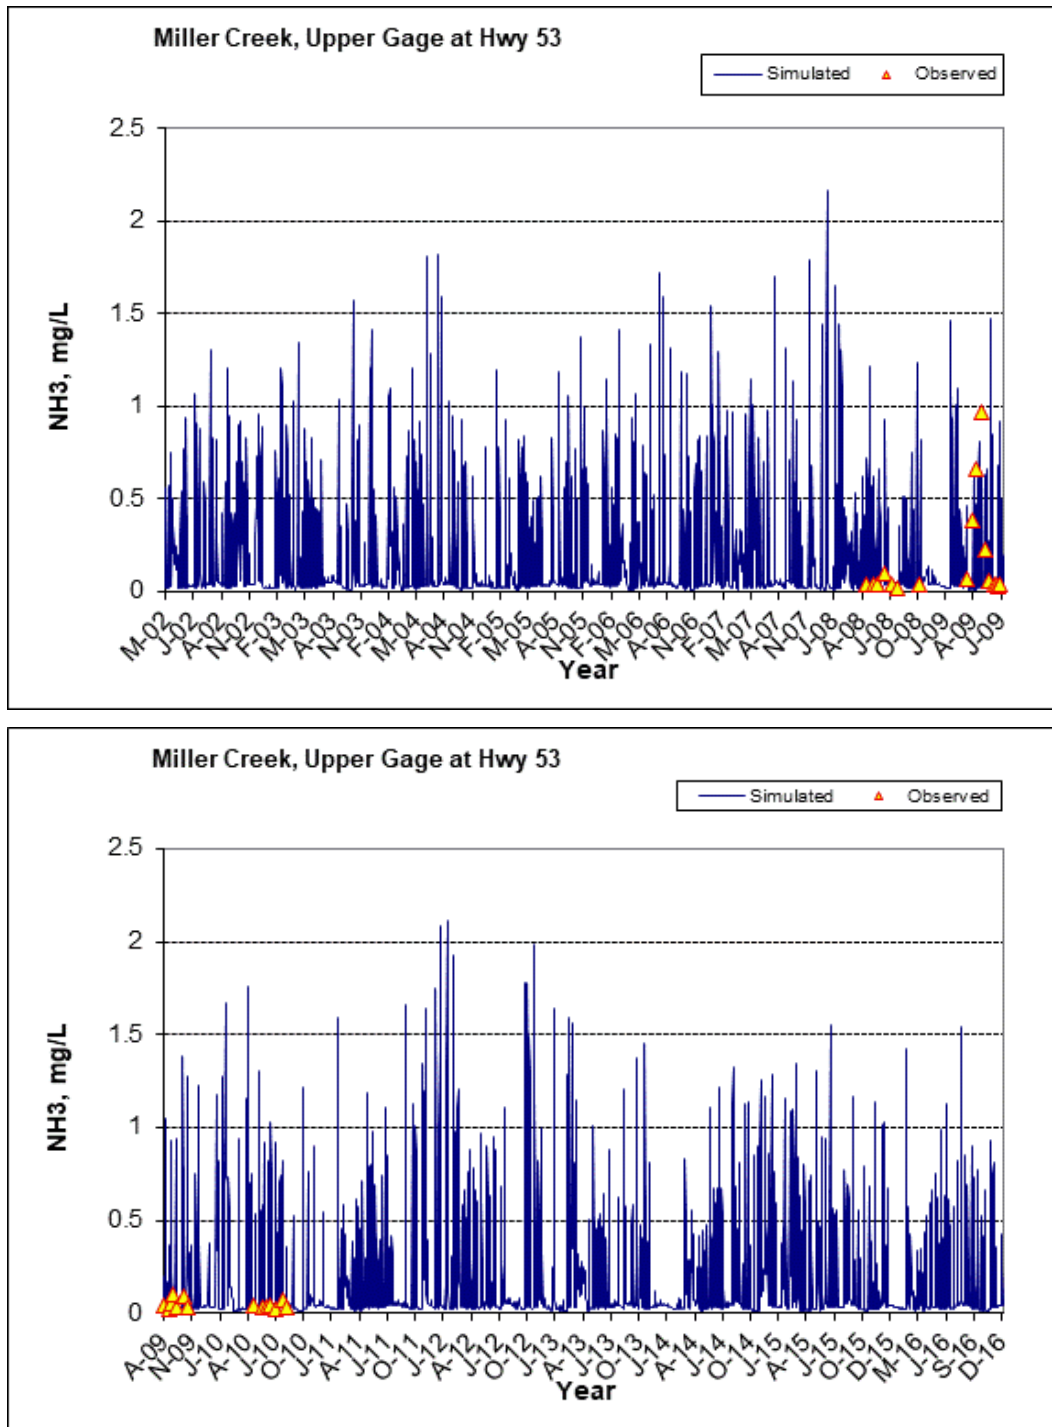 Miller Creek, Upper Gage at Hwy 53
Simulated Observed
2.5
2
1.5
1
0.5
0
NH3, mg/L
M-02 J-02 A-02 N-02 F-03 M-03 A-03 N-03 F-04 M-04 A-04 N-04 F-05 M-05 A-05 N-05 F-06 M-06 A-06 N-06 F-07 M-07 A-07 N-07 J-08 A-08 J-08 O-08 J-09 A-09 J-09
Year
Miller Creek, Upper Gage at Hwy 53
Simulated Observed
2.5
2
1.5
1
0.5
0
NH3, mg/L
A-09 N-09 J-10 A-10 J-10 O-10 J-11 A-11 J-11 O-11 J-12 A-12 J-12 O-12 J-13 A-13 J-13 O-13 J-14 A-14 J-14 O-14 J-15 A-15 J-15 O-15 D-15 M-16 J-16 S-16 D-16
Year